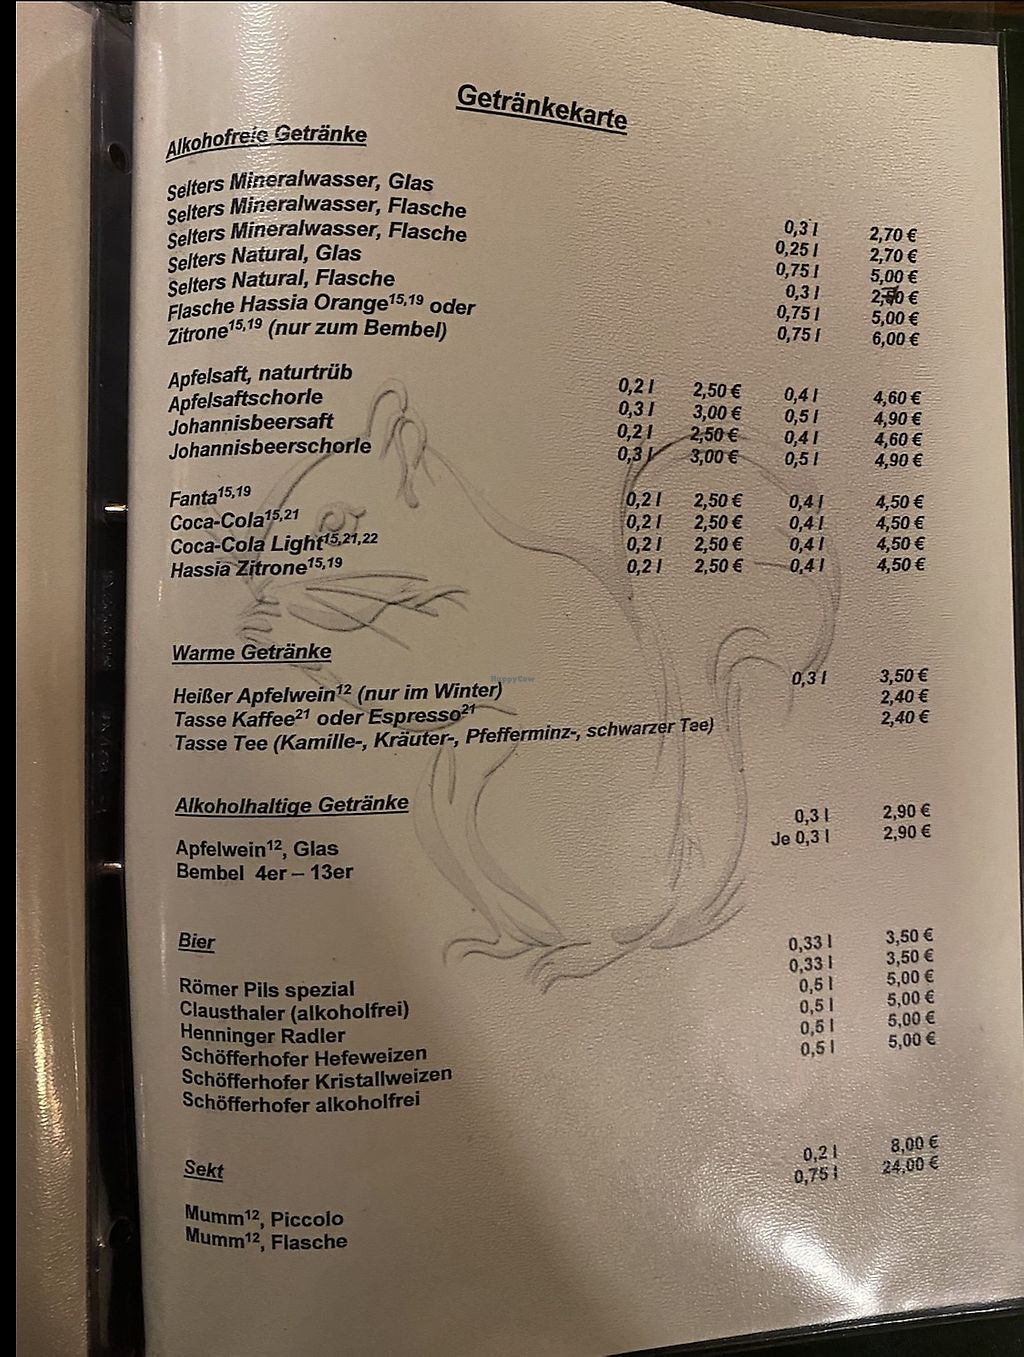 Getränkekarte
Alkohofreie Getränke
Selters Mineralwasser, Glas 0,3 l 2,70 €
Selters Mineralwasser, Flasche 0,25 l 2,70 €
Selters Mineralwasser, Flasche 0,75 l 5,00 €
Selters Natural, Glas 0,3 l €
Selters Natural, Flasche 0,75 l 5,00 €
Flasche Hassia Orange15,19 oder 0,75 l 6,00 €
Zitrone15,19 (nur zum Bembel)
Apfelsaft, naturtrüb 0,2 l 2,50 € 0,4 l 4,60 €
Apfelsaftschorle 0,3 l 3,00 € 0,5 l 4,90 €
Johannisbeersaft 0,2 l 2,50 € 0,4 l 4,60 €
Johannisbeerschorle 0,3 l 3,00 € 0,5 l 4,90 €
Fanta15,19 0,2 l 2,50 € 0,4 l 4,50 €
Coca-Cola15,21 0,2 l 2,50 € 0,4 l 4,50 €
Coca-Cola Light15,21,22 0,2 l 2,50 € 0,4 l 4,50 €
Hassia Zitrone15,19 0,2 l 2,50 € 0,4 l 4,50 €
Warme Getränke
HappyCow
Heißer Apfelwein12 (nur im Winter) 0,3 l 3,50 €
Tasse Kaffee21 oder Espresso21 2,40 €
Tasse Tee (Kamille-, Kräuter-, Pfefferminz-, schwarzer Tee) 2,40 €
Alkoholhaltige Getränke
Apfelwein12, Glas 0,3 l 2,90 €
Bembel 4er – 13er Je 0,3 l 2,90 €
Bier
Römer Pils spezial 0,33 l 3,50 €
Clausthaler (alkoholfrei) 0,33 l 3,50 €
Henninger Radler 0,5 l 5,00 €
Schöfferhofer Hefeweizen 0,5 l 5,00 €
Schöfferhofer Kristallweizen 0,5 l 5,00 €
Schöfferhofer alkoholfrei 0,5 l 5,00 €
Sekt
Mumm12, Piccolo 0,2 l 8,00 €
Mumm12, Flasche 0,75 l 24,00 €